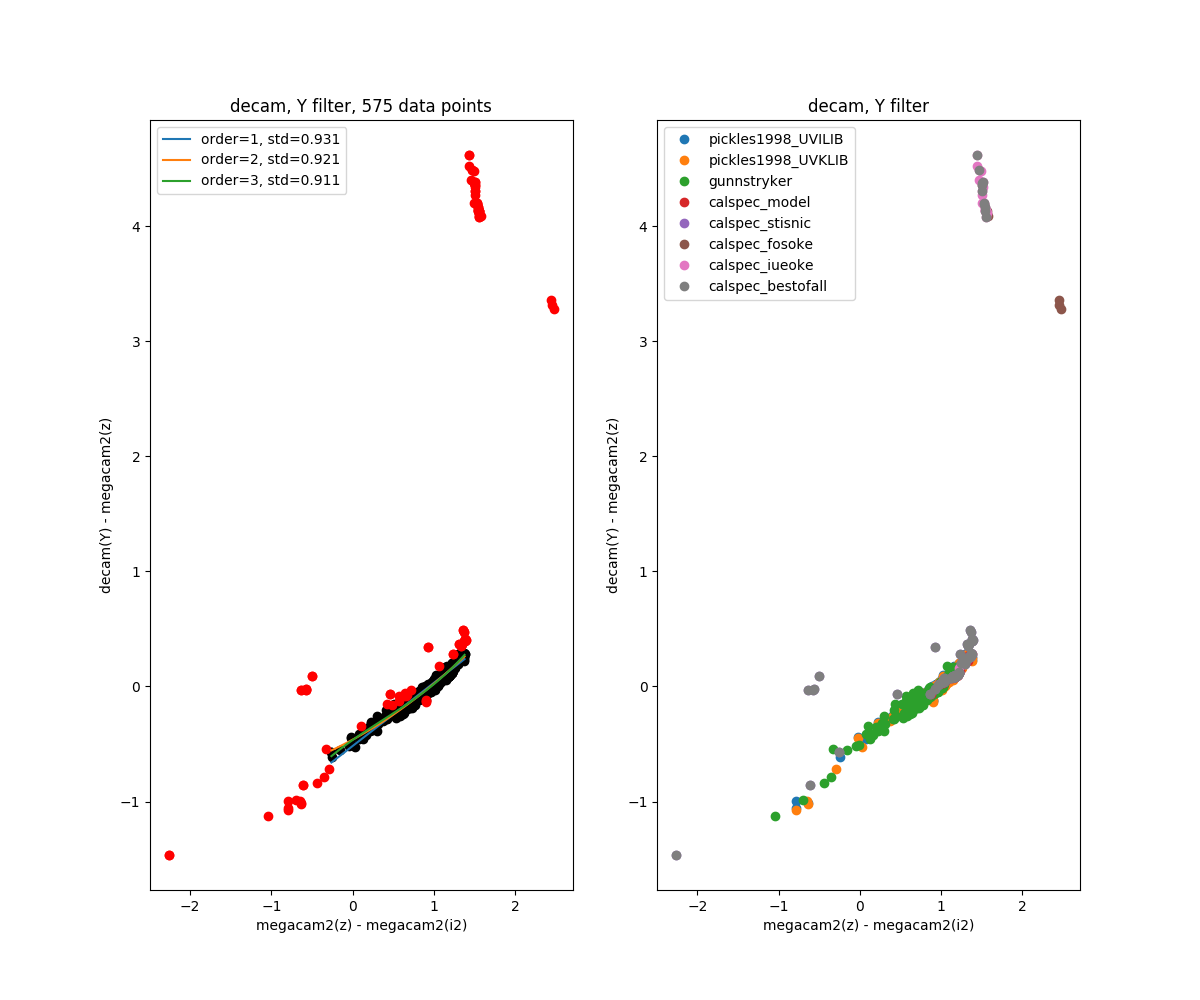 decam, Y filter, 575 data points
order=1, std=0.931
order=2, std=0.921
order=3, std=0.911
4
3
2
1
0
−1
−2
−1
0
1
2
decam(Y) - megacam2(z)
megacam2(z) - megacam2(i2)
decam, Y filter
pickles1998_UVILIB
pickles1998_UVKLIB
gunnstryker
calspec_model
calspec_stisnic
calspec_fosoke
calspec_iueoke
calspec_bestofall
4
3
2
1
0
−1
−2
−1
0
1
2
decam(Y) - megacam2(z)
megacam2(z) - megacam2(i2)